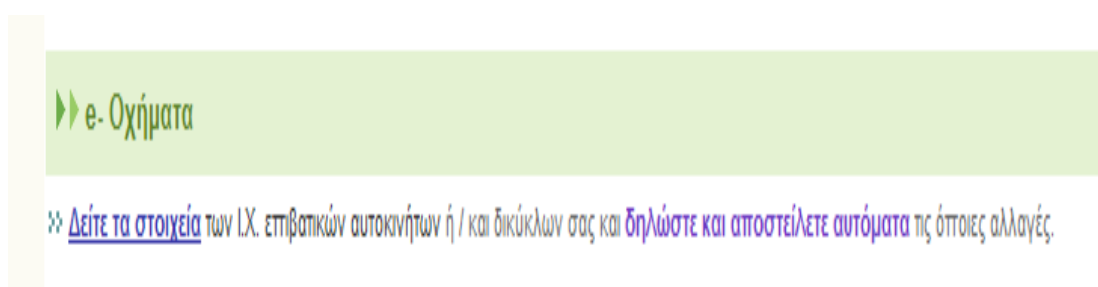 e- Οχήματα
Δείτε τα στοιχεία των Ι.Χ. επιβατικών αυτοκινήτων ή / και δικύκλων σας και δηλώστε και αποστείλετε αυτόματα τις όποιες αλλαγές.